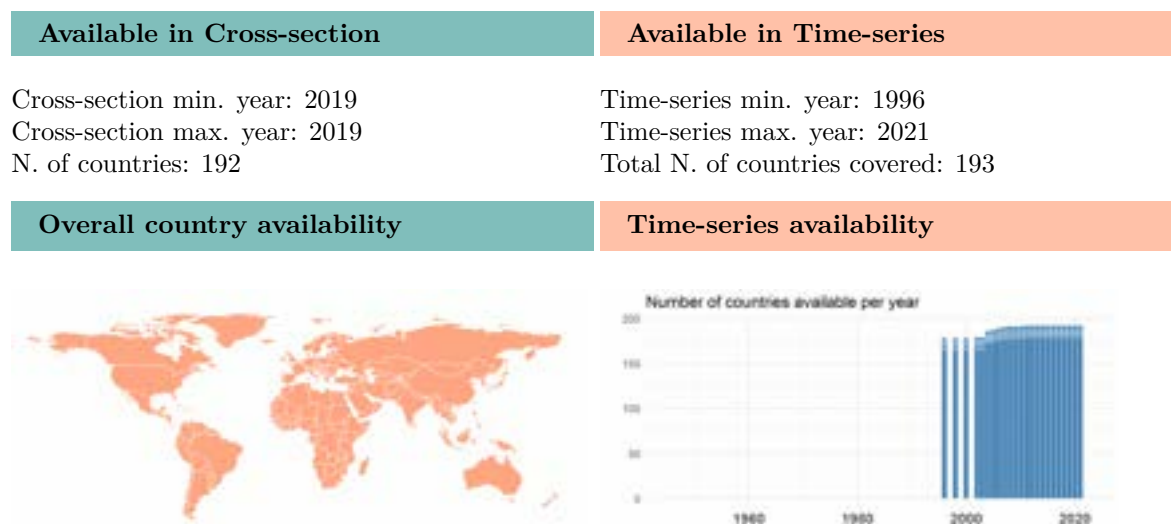 Available in Cross-section
Available in Time-series
Cross-section min. year: 2019
Cross-section max. year: 2019
N. of countries: 192
Time-series min. year: 1996
Time-series max. year: 2021
Total N. of countries covered: 193
Overall country availability
Time-series availability
Number of countries available per year
200
150
100
50
0
1960 1980 2000 2020